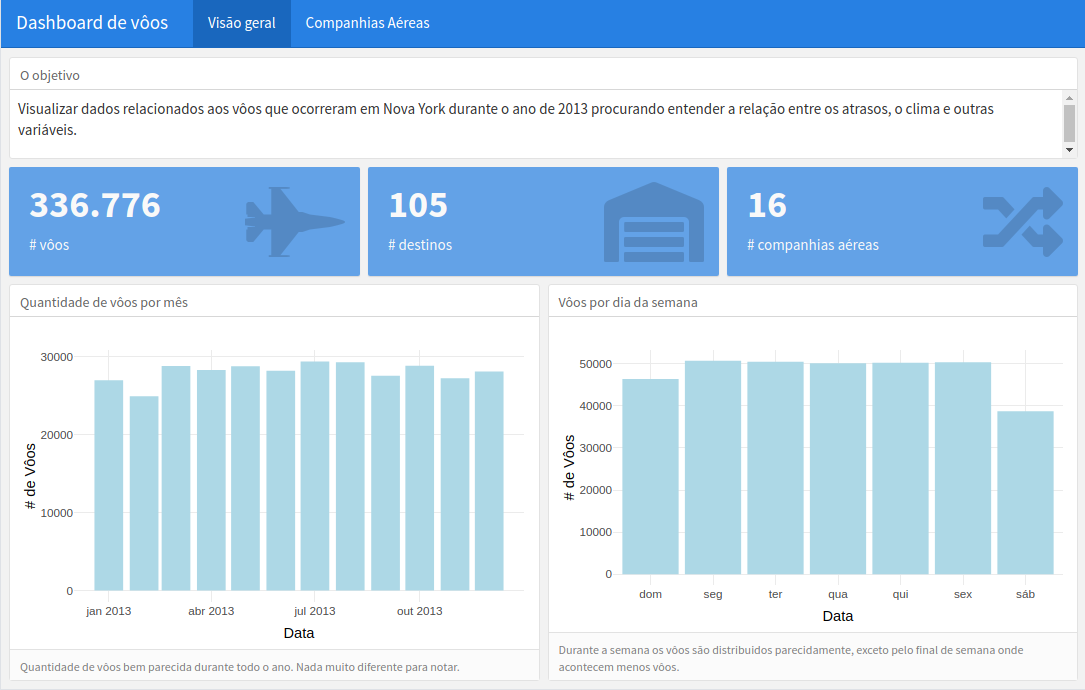 Dashboard de vôos
Visão geral
Companhias Aéreas
O objetivo
Visualizar dados relacionados aos vôos que ocorreram em Nova York durante o ano de 2013 procurando entender a relação entre os atrasos, o clima e outras
variáveis.
336.776
# vôos
105
# destinos
16
# companhias aéreas
Quantidade de vôos por mês
30000
20000
10000
0
# de Vôos
jan 2013
abr 2013
jul 2013
out 2013
Data
Quantidade de vôos bem parecida durante todo o ano. Nada muito diferente para notar.
Vôos por dia da semana
50000
40000
30000
20000
10000
0
# de Vôos
dom
seg
ter
qua
qui
sex
sáb
Data
Durante a semana os vôos são distribuidos parecidamente, exceto pelo final de semana onde
acontecem menos vôos.